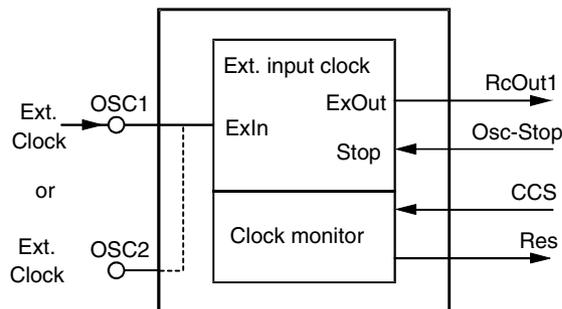 Ext. input clock
RcOut1
ExOut
OSC1
Ext.
Clock
ExIn
Osc-Stop
Stop
or
CCS
Clock monitor
Res
OSC2
Ext.
Clock